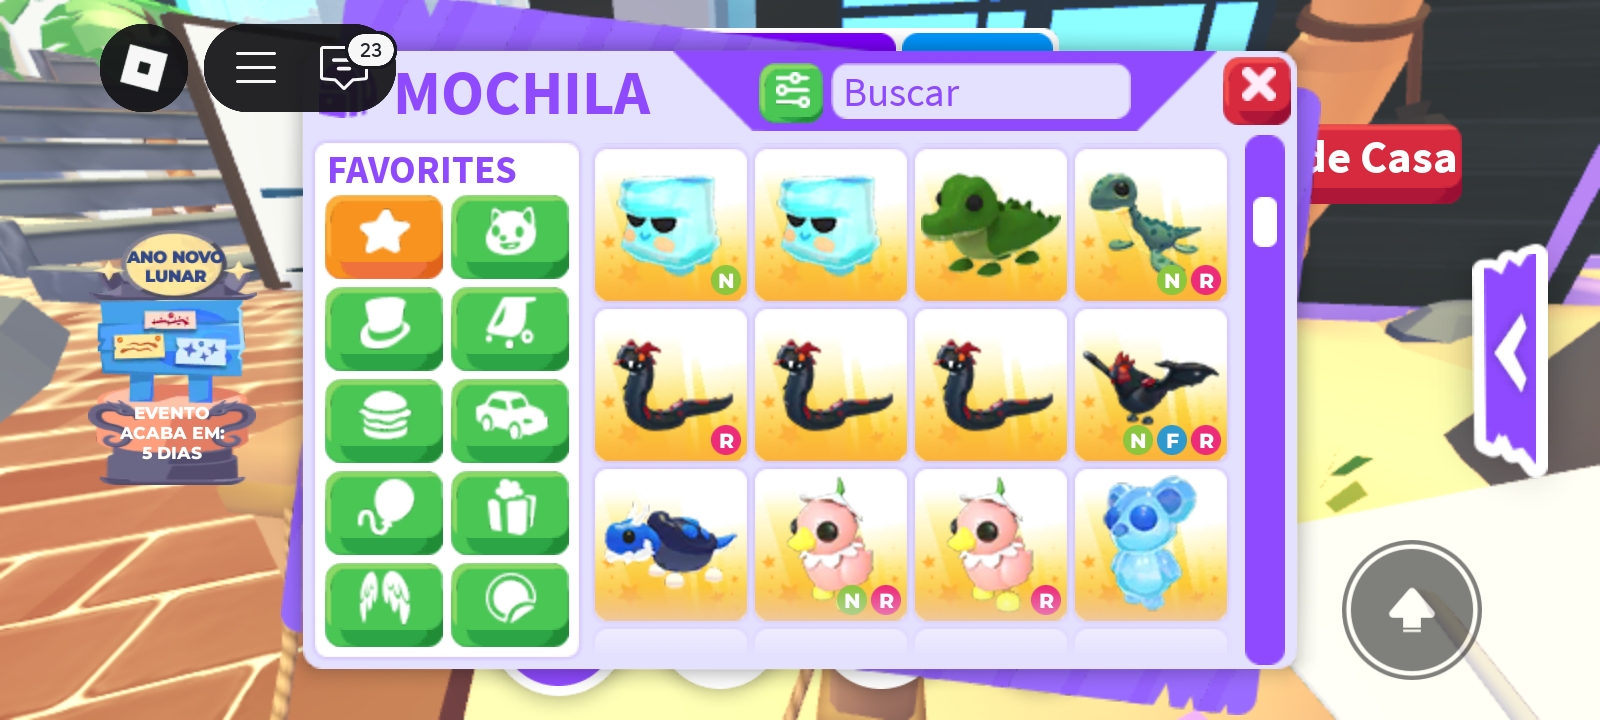 23
MOCHILA
Buscar
FAVORITES
de Casa
ANO NOVO
LUNAR
EVENTO
ACABA EM:
5 DIAS
N
N R
R
N F R
N R
R